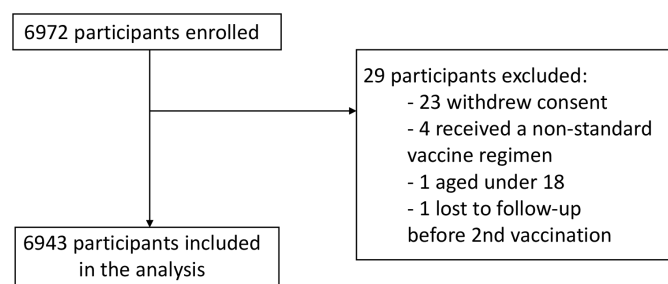 6972 participants enrolled
29 participants excluded:
- 23 withdrew consent
- 4 received a non-standard
vaccine regimen
- 1 aged under 18
- 1 lost to follow-up
before 2nd vaccination
6943 participants included
in the analysis